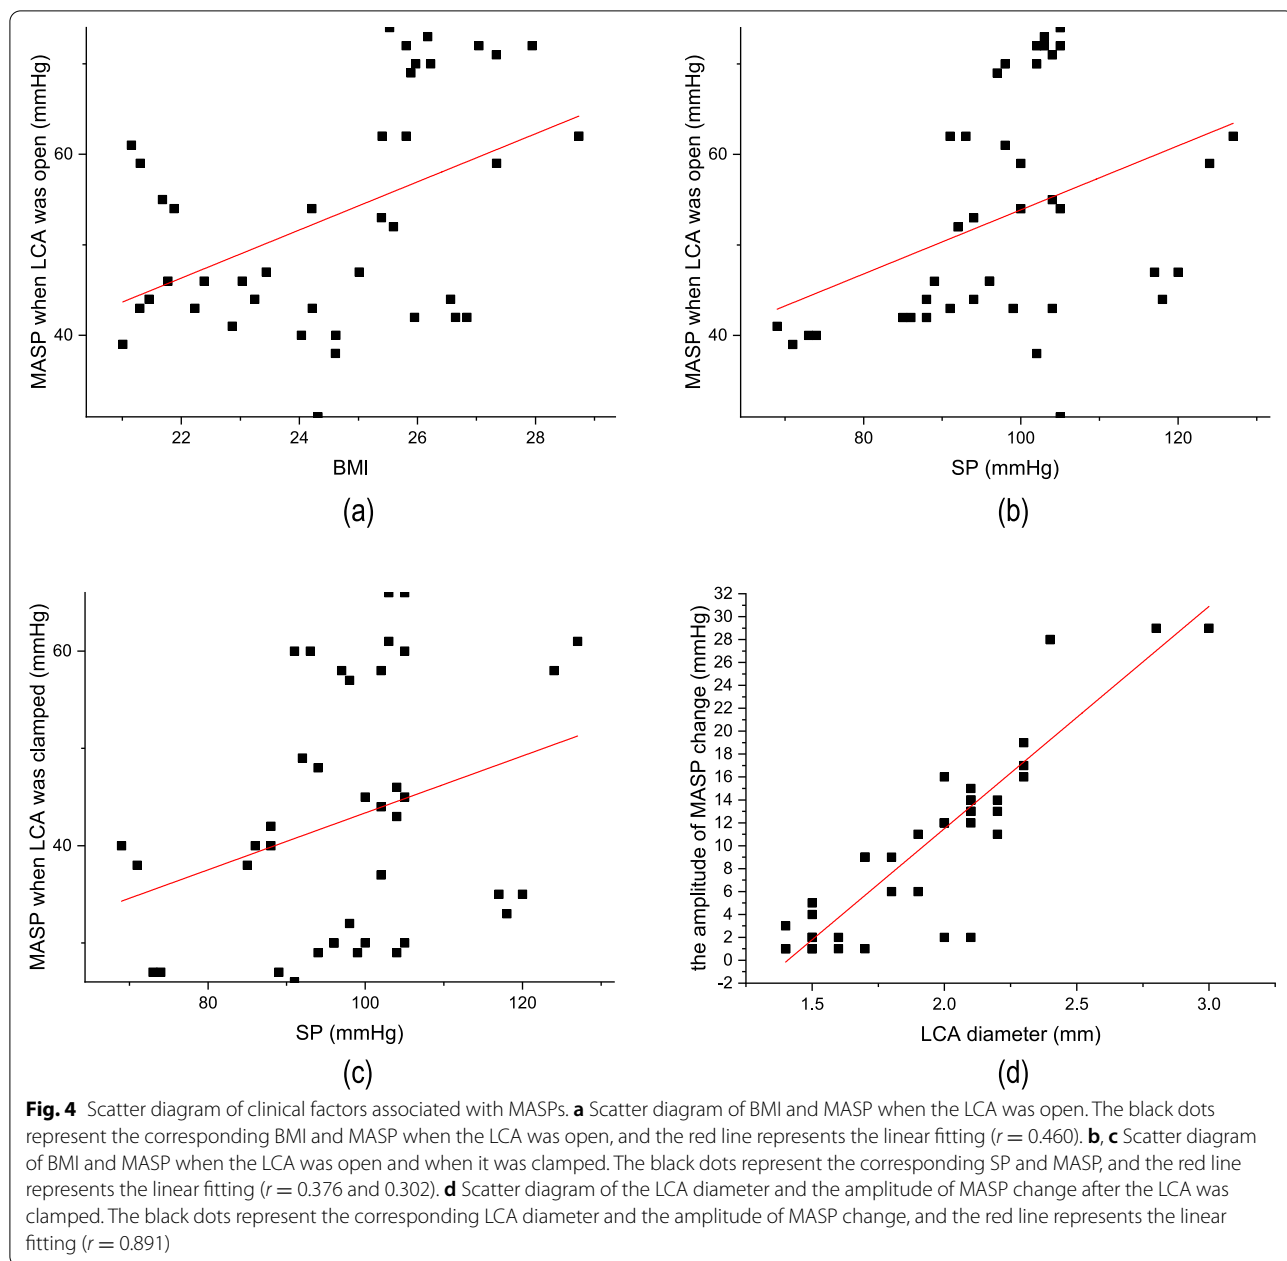 MASP when LCA was open (mmHg)
60
40
22 24 26 28
BMI
(a)
MASP when LCA was open (mmHg)
60
40
80 100 120
SP (mmHg)
(b)
MASP when LCA was clamped (mmHg)
60
40
80 100 120
SP (mmHg)
(c)
the amplitude of MASP change (mmHg)
32
30
28
26
24
22
20
18
16
14
12
10
8
6
4
2
0
-2
1.5 2.0 2.5 3.0
LCA diameter (mm)
(d)
Fig. 4 Scatter diagram of clinical factors associated with MASPs. a Scatter diagram of BMI and MASP when the LCA was open. The black dots
represent the corresponding BMI and MASP when the LCA was open, and the red line represents the linear fitting (r = 0.460). b, c Scatter diagram
of BMI and MASP when the LCA was open and when it was clamped. The black dots represent the corresponding SP and MASP, and the red line
represents the linear fitting (r = 0.376 and 0.302). d Scatter diagram of the LCA diameter and the amplitude of MASP change after the LCA was
clamped. The black dots represent the corresponding LCA diameter and the amplitude of MASP change, and the red line represents the linear
fitting (r = 0.891)